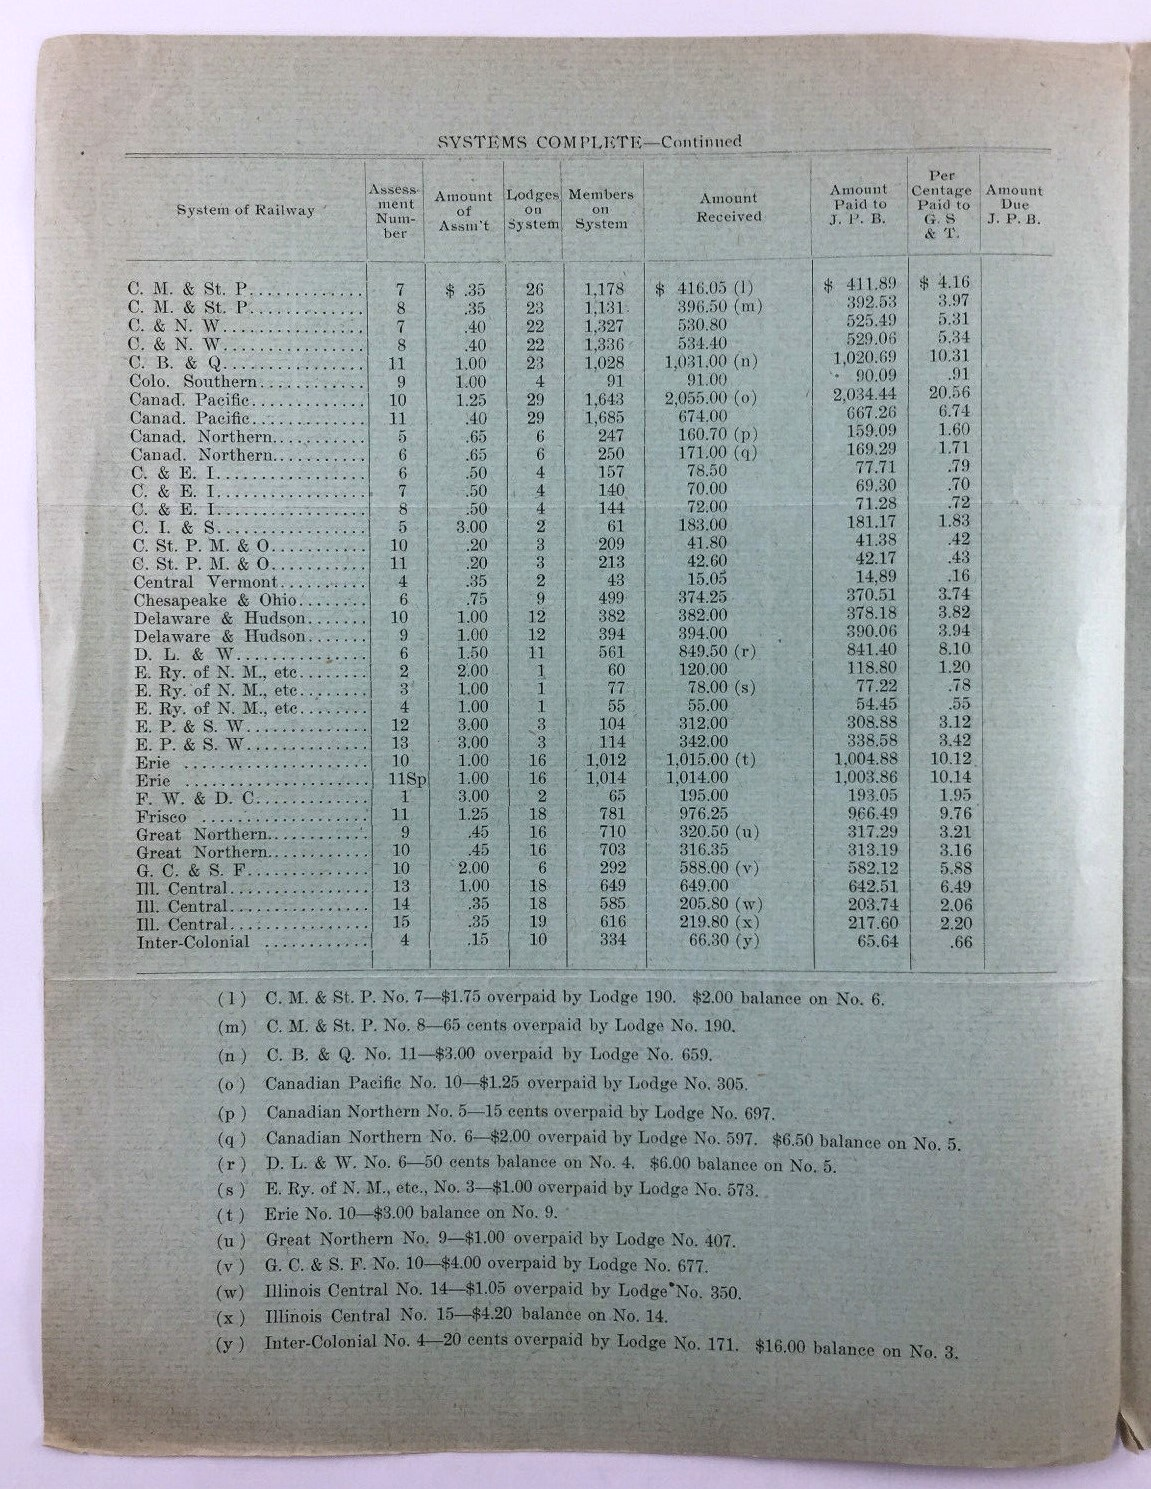 SYSTEMS COMPLETE—Continued
System of Railway | Assess-ment Num-ber | Amount of Assm't | Lodges on System | Members on System | Amount Received | Amount Paid to J. P. B. | Per Centage Paid to G. S & T. | Amount Due J. P. B.
C. M. & St. P. 7 $ .35 26 1,178 $ 416.05 (l) $ 411.89 $ 4.16
C. M. & St. P. 8 .35 23 1,131 396.50 (m) 392.53 3.97
C. & N. W. 7 .40 22 1,327 530.80 525.49 5.31
C. & N. W. 8 .40 22 1,336 534.40 529.06 5.34
C. B. & Q. 11 1.00 23 1,028 1,031.00 (n) 1,020.69 10.31
Colo. Southern 9 1.00 4 91 91.00 90.09 .91
Canad. Pacific 10 1.25 29 1,643 2,055.00 (o) 2,034.44 20.56
Canad. Pacific 11 .40 29 1,685 674.00 667.26 6.74
Canad. Northern 5 .65 6 247 160.70 (p) 159.09 1.60
Canad. Northern 6 .65 6 250 171.00 (q) 169.29 1.71
C. & E. I. 6 .50 4 157 78.50 77.71 .79
C. & E. I. 7 .50 4 140 70.00 69.30 .70
C. & E. I. 8 .50 4 144 72.00 71.28 .72
C. I. & S. 5 3.00 2 61 183.00 181.17 1.83
C. St. P. M. & O. 10 .20 3 209 41.80 41.38 .42
C. St. P. M. & O. 11 .20 3 213 42.60 42.17 .43
Central Vermont 4 .35 2 43 15.05 14,89 .16
Chesapeake & Ohio 6 .75 9 499 374.25 370.51 3.74
Delaware & Hudson 10 1.00 12 382 382.00 378.18 3.82
Delaware & Hudson 9 1.00 12 394 394.00 390.06 3.94
D. L. & W. 6 1.50 11 561 849.50 (r) 841.40 8.10
E. Ry. of N. M., etc. 2 2.00 1 60 120.00 118.80 1.20
E. Ry. of N. M., etc. 3 1.00 1 77 78.00 (s) 77.22 .78
E. Ry. of N. M., etc. 4 1.00 1 55 55.00 54.45 .55
E. P. & S. W. 12 3.00 3 104 312.00 308.88 3.12
E. P. & S. W. 13 3.00 3 114 342.00 338.58 3.42
Erie 10 1.00 16 1,012 1,015.00 (t) 1,004.88 10.12
Erie 11Sp 1.00 16 1,014 1,014.00 1,003.86 10.14
F. W. & D. C. 1 3.00 2 65 195.00 193.05 1.95
Frisco 11 1.25 18 781 976.25 966.49 9.76
Great Northern 9 .45 16 710 320.50 (u) 317.29 3.21
Great Northern 10 .45 16 703 316.35 313.19 3.16
G. C. & S. F. 10 2.00 6 292 588.00 (v) 582.12 5.88
Ill. Central 13 1.00 18 649 649.00 642.51 6.49
Ill. Central 14 .35 18 585 205.80 (w) 203.74 2.06
Ill. Central 15 .35 19 616 219.80 (x) 217.60 2.20
Inter-Colonial 4 .15 10 334 66.30 (y) 65.64 .66
(l) C. M. & St. P. No. 7—$1.75 overpaid by Lodge 190. $2.00 balance on No. 6.
(m) C. M. & St. P. No. 8—65 cents overpaid by Lodge No. 190.
(n) C. B. & Q. No. 11—$3.00 overpaid by Lodge No. 659.
(o) Canadian Pacific No. 10—$1.25 overpaid by Lodge No. 305.
(p) Canadian Northern No. 5—15 cents overpaid by Lodge No. 697.
(q) Canadian Northern No. 6—$2.00 overpaid by Lodge No. 597. $6.50 balance on No. 5.
(r) D. L. & W. No. 6—50 cents balance on No. 4. $6.00 balance on No. 5.
(s) E. Ry. of N. M., etc., No. 3—$1.00 overpaid by Lodge No. 573.
(t) Erie No. 10—$3.00 balance on No. 9.
(u) Great Northern No. 9—$1.00 overpaid by Lodge No. 407.
(v) G. C. & S. F. No. 10—$4.00 overpaid by Lodge No. 677.
(w) Illinois Central No. 14—$1.05 overpaid by Lodge No. 350.
(x) Illinois Central No. 15—$4.20 balance on No. 14.
(y) Inter-Colonial No. 4—20 cents overpaid by Lodge No. 171. $16.00 balance on No. 3.